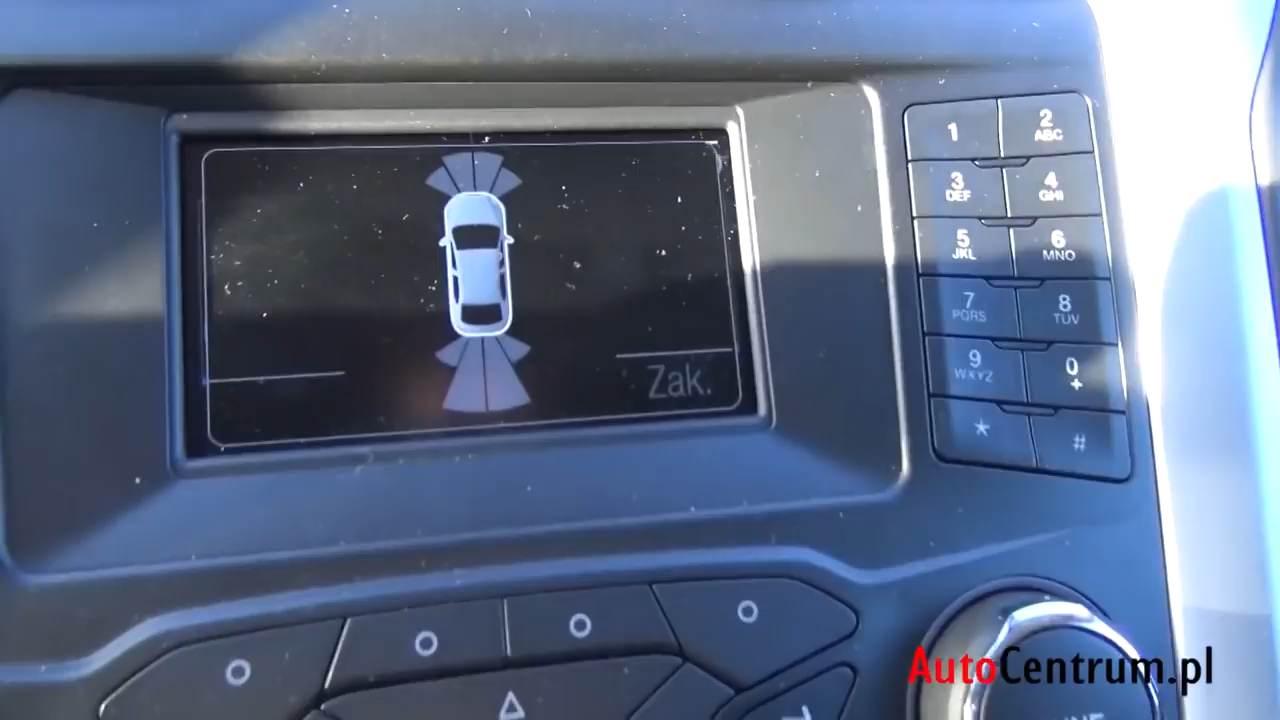 1
2
ABC
3
DEF
4
GHI
5
JKL
6
MNO
7
PQRS
8
TUV
9
WXYZ
0
+
*
#
Zak.
AutoCentrum.pl